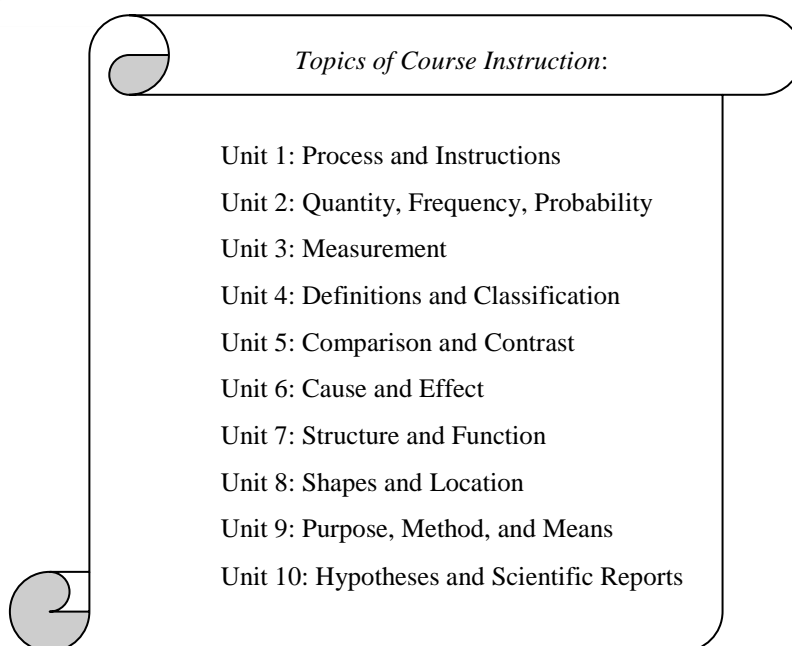 Topics of Course Instruction:
Unit 1: Process and Instructions
Unit 2: Quantity, Frequency, Probability
Unit 3: Measurement
Unit 4: Definitions and Classification
Unit 5: Comparison and Contrast
Unit 6: Cause and Effect
Unit 7: Structure and Function
Unit 8: Shapes and Location
Unit 9: Purpose, Method, and Means
Unit 10: Hypotheses and Scientific Reports